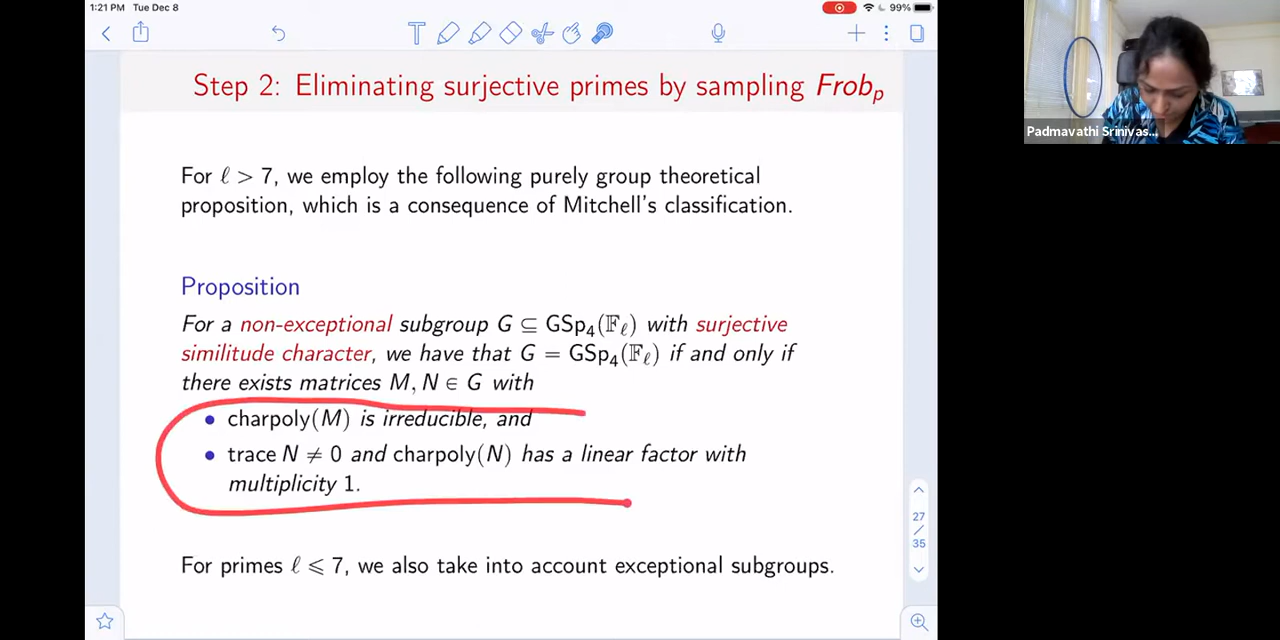 1:21 PM Tue Dec 8
99%
Step 2: Eliminating surjective primes by sampling Frob_p
For ℓ > 7, we employ the following purely group theoretical
proposition, which is a consequence of Mitchell's classification.
Proposition
For a non-exceptional subgroup G ⊆ GSp₄(𝔽_ℓ) with surjective
similitude character, we have that G = GSp₄(𝔽_ℓ) if and only if
there exists matrices M, N ∈ G with
• charpoly(M) is irreducible, and
• trace N ≠ 0 and charpoly(N) has a linear factor with
multiplicity 1.
For primes ℓ ⩽ 7, we also take into account exceptional subgroups.
27
/
35
Padmavathi Srinivas...